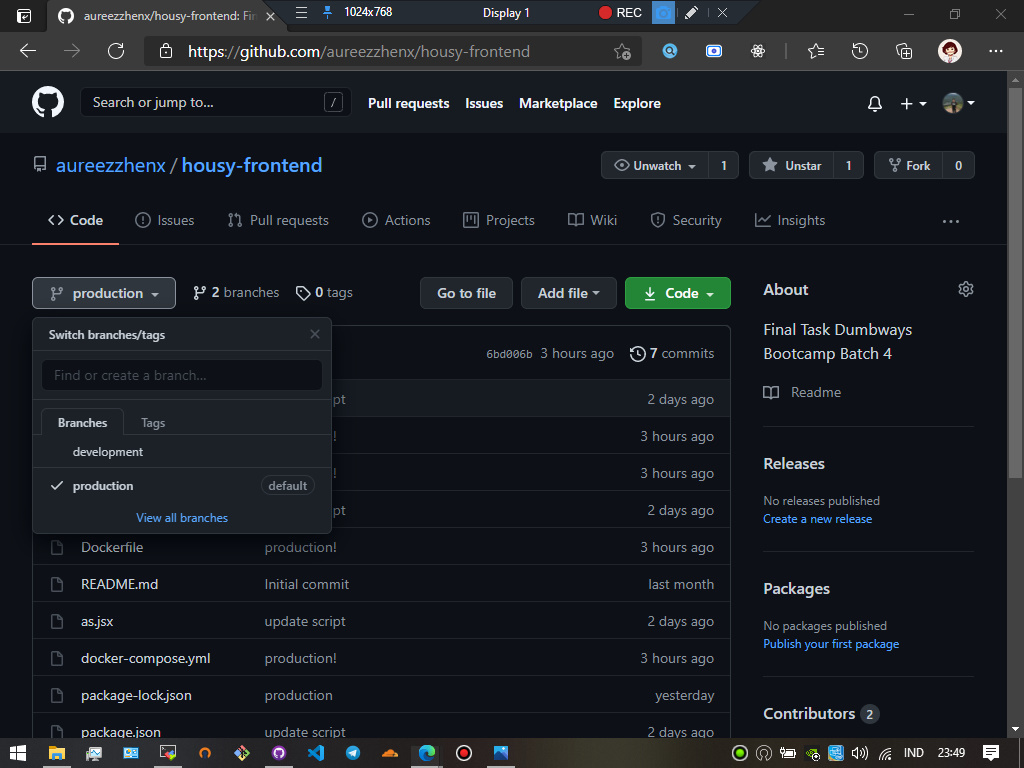 1024x768 Display 1 REC
aureezzhenx/housy-frontend: Fin
https://github.com/aureezzhenx/housy-frontend
Search or jump to... / Pull requests Issues Marketplace Explore
aureezzhenx / housy-frontend Unwatch 1 Unstar 1 Fork 0
Code Issues Pull requests Actions Projects Wiki Security Insights ...
production 2 branches 0 tags Go to file Add file Code
Switch branches/tags
Find or create a branch...
Branches Tags
development
production default
View all branches
6bd006b 3 hours ago 7 commits
pt 2 days ago
! 3 hours ago
! 3 hours ago
pt 2 days ago
Dockerfile production! 3 hours ago
README.md Initial commit last month
as.jsx update script 2 days ago
docker-compose.yml production! 3 hours ago
package-lock.json production yesterday
package.json update script 2 days ago
About
Final Task Dumbways
Bootcamp Batch 4
Readme
Releases
No releases published
Create a new release
Packages
No packages published
Publish your first package
Contributors 2
IND 23:49